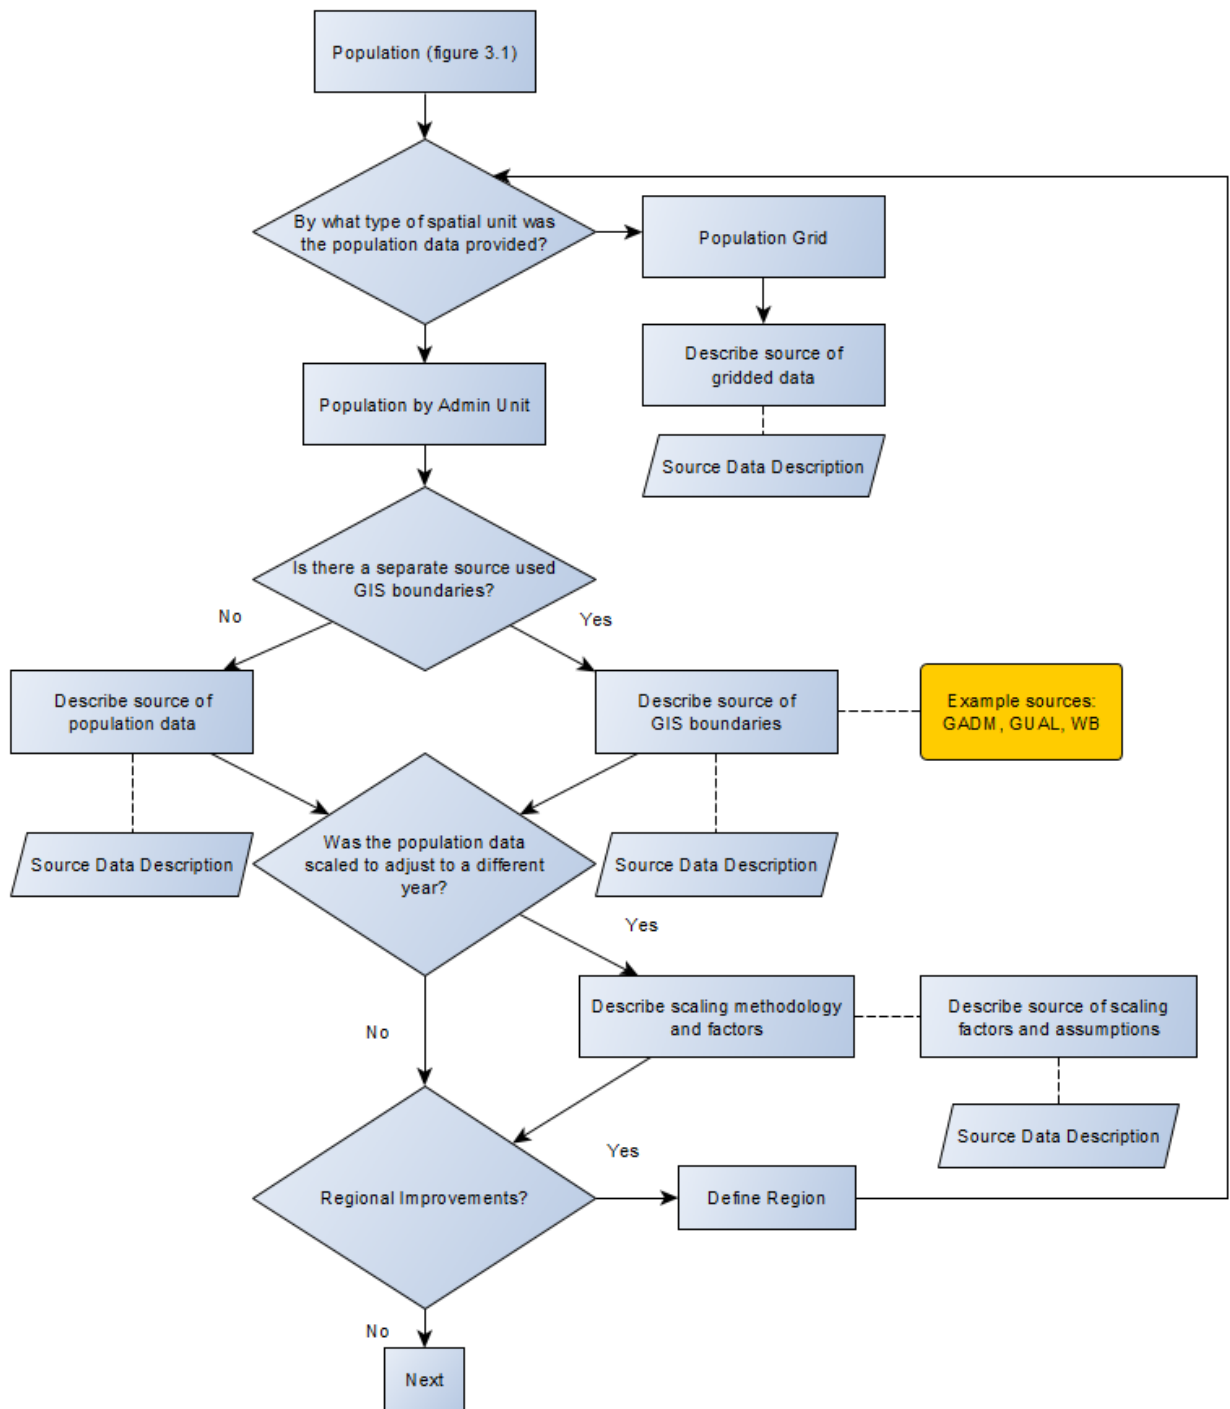 Population (figure 3.1)
By what type of spatial unit was
the population data provided?
Population Grid
Describe source of
gridded data
Population by Admin Unit
Source Data Description
Is there a separate source used
GIS boundaries?
No
Yes
Describe source of
population data
Describe source of
GIS boundaries
Example sources:
GADM, GUAL, WB
Was the population data
scaled to adjust to a different
year?
Source Data Description
Source Data Description
Yes
Describe scaling methodology
and factors
Describe source of scaling
factors and assumptions
No
Source Data Description
Yes
Regional Improvements?
Define Region
No
Next